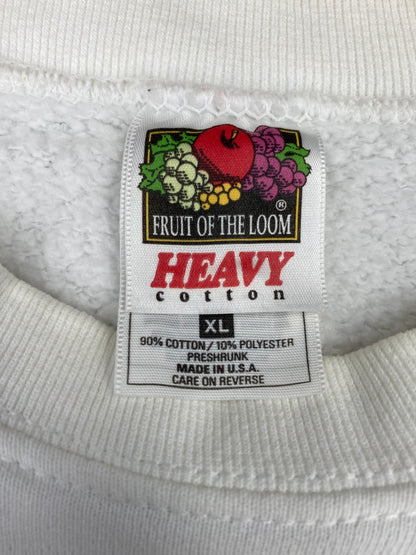 ®
FRUIT OF THE LOOM
HEAVY
cotton
XL
90% COTTON/10% POLYESTER
PRESHRUNK
MADE IN U.S.A.
CARE ON REVERSE